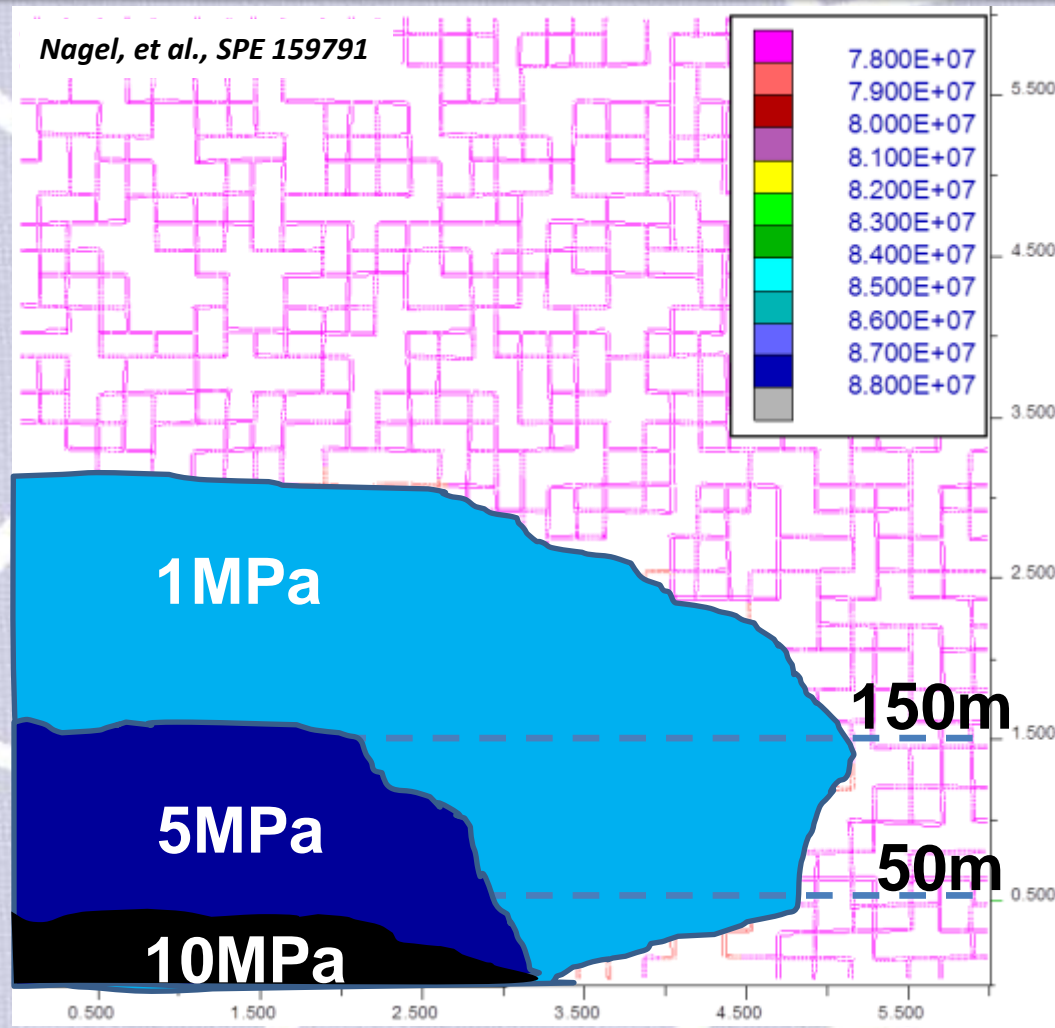 Nagel, et al., SPE 159791
7.800E+07
7.900E+07
8.000E+07
8.100E+07
8.200E+07
8.300E+07
8.400E+07
8.500E+07
8.600E+07
8.700E+07
8.800E+07
5.500
4.500
3.500
2.500
1.500
0.500
1MPa
150m
5MPa
50m
10MPa
0.500 1.500 2.500 3.500 4.500 5.500